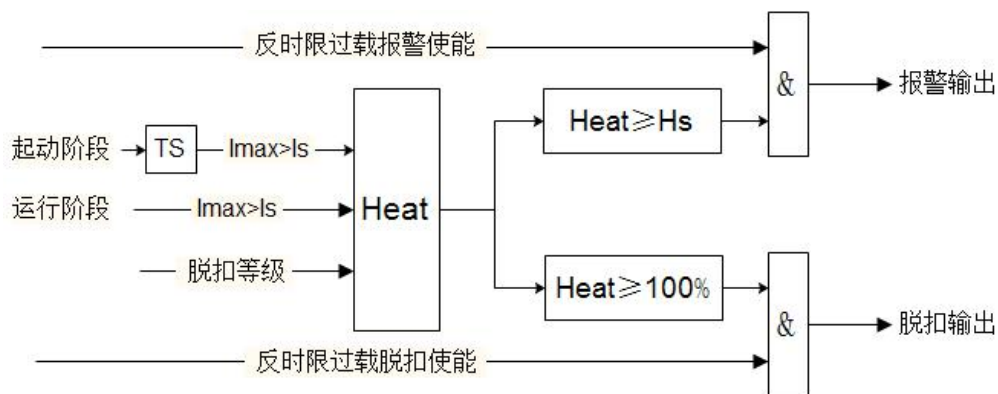 反时限过载报警使能
&
报警输出
Heat≥Hs
起动阶段
TS
Imax>Is
运行阶段
Imax>Is
Heat
脱扣等级
Heat≥100%
&
脱扣输出
反时限过载脱扣使能